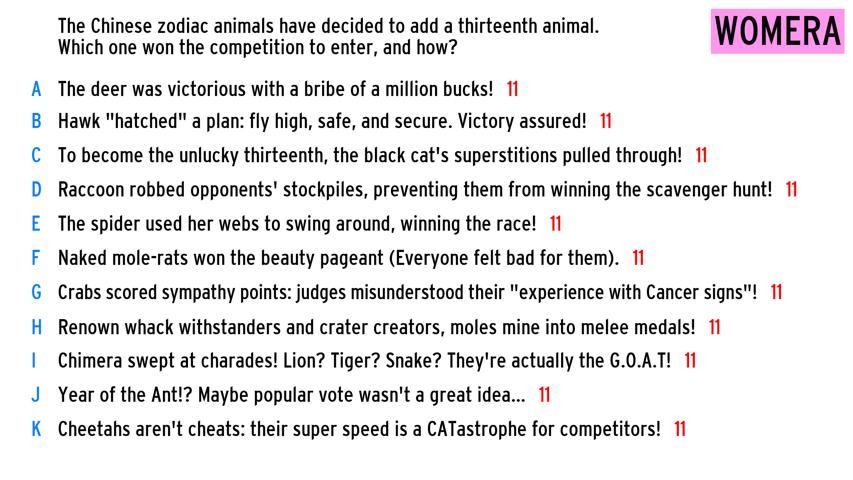 The Chinese zodiac animals have decided to add a thirteenth animal.
Which one won the competition to enter, and how?
WOMERA
A The deer was victorious with a bribe of a million bucks! 11
B Hawk "hatched" a plan: fly high, safe, and secure. Victory assured! 11
C To become the unlucky thirteenth, the black cat's superstitions pulled through! 11
D Raccoon robbed opponents' stockpiles, preventing them from winning the scavenger hunt! 11
E The spider used her webs to swing around, winning the race! 11
F Naked mole-rats won the beauty pageant (Everyone felt bad for them). 11
G Crabs scored sympathy points: judges misunderstood their "experience with Cancer signs"! 11
H Renown whack withstanders and crater creators, moles mine into melee medals! 11
I Chimera swept at charades! Lion? Tiger? Snake? They're actually the G.O.A.T! 11
J Year of the Ant!? Maybe popular vote wasn't a great idea... 11
K Cheetahs aren't cheats: their super speed is a CATastrophe for competitors! 11